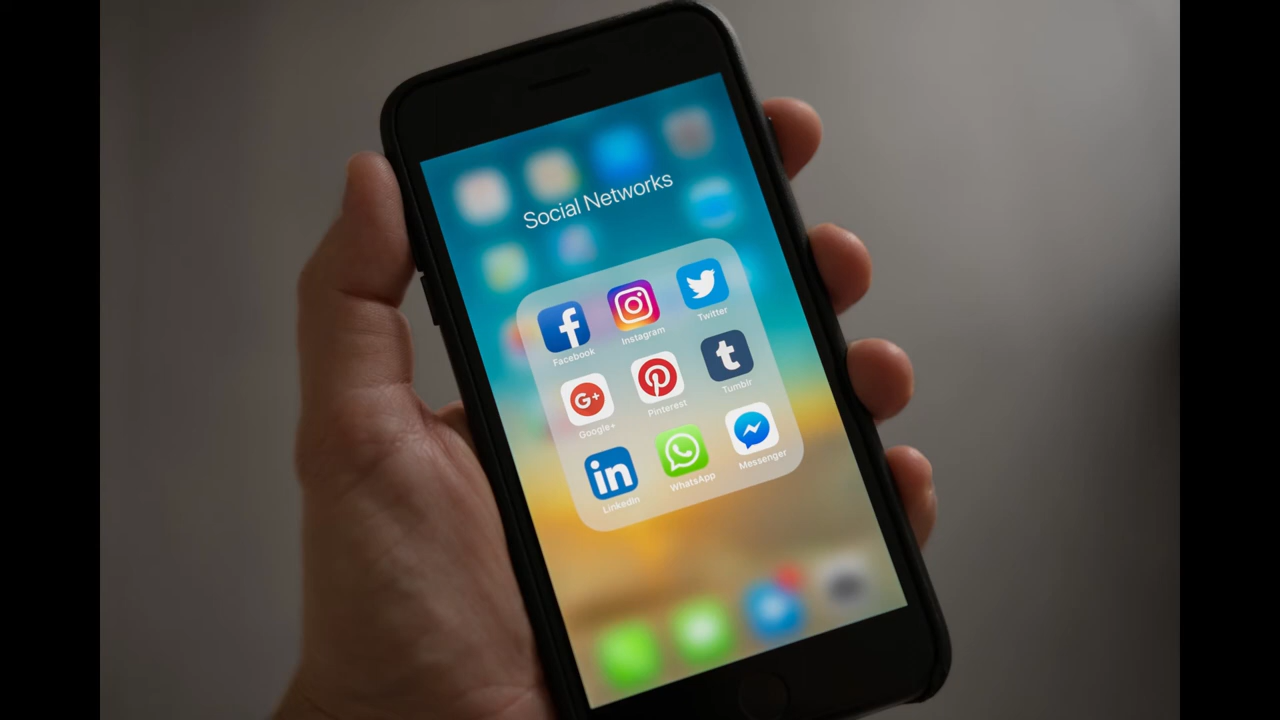 Social Networks
Facebook
Instagram
Twitter
Google+
Pinterest
Tumblr
LinkedIn
WhatsApp
Messenger